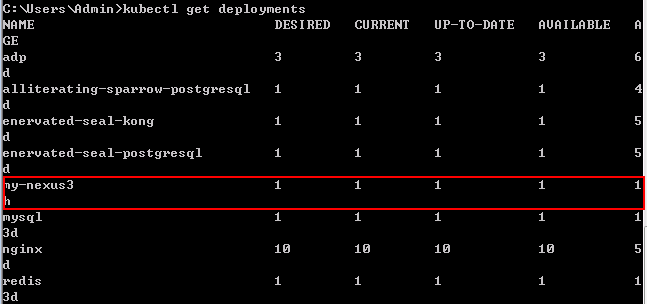 C:\Users\Admin>kubectl get deployments
NAME DESIRED CURRENT UP-TO-DATE AVAILABLE A
GE
adp 3 3 3 3 6
d
alliterating-sparrow-postgresql 1 1 1 1 4
d
enervated-seal-kong 1 1 1 1 5
d
enervated-seal-postgresql 1 1 1 1 5
d
my-nexus3 1 1 1 1 1
h
mysql 1 1 1 1 1
3d
nginx 10 10 10 10 5
d
redis 1 1 1 1 1
3d